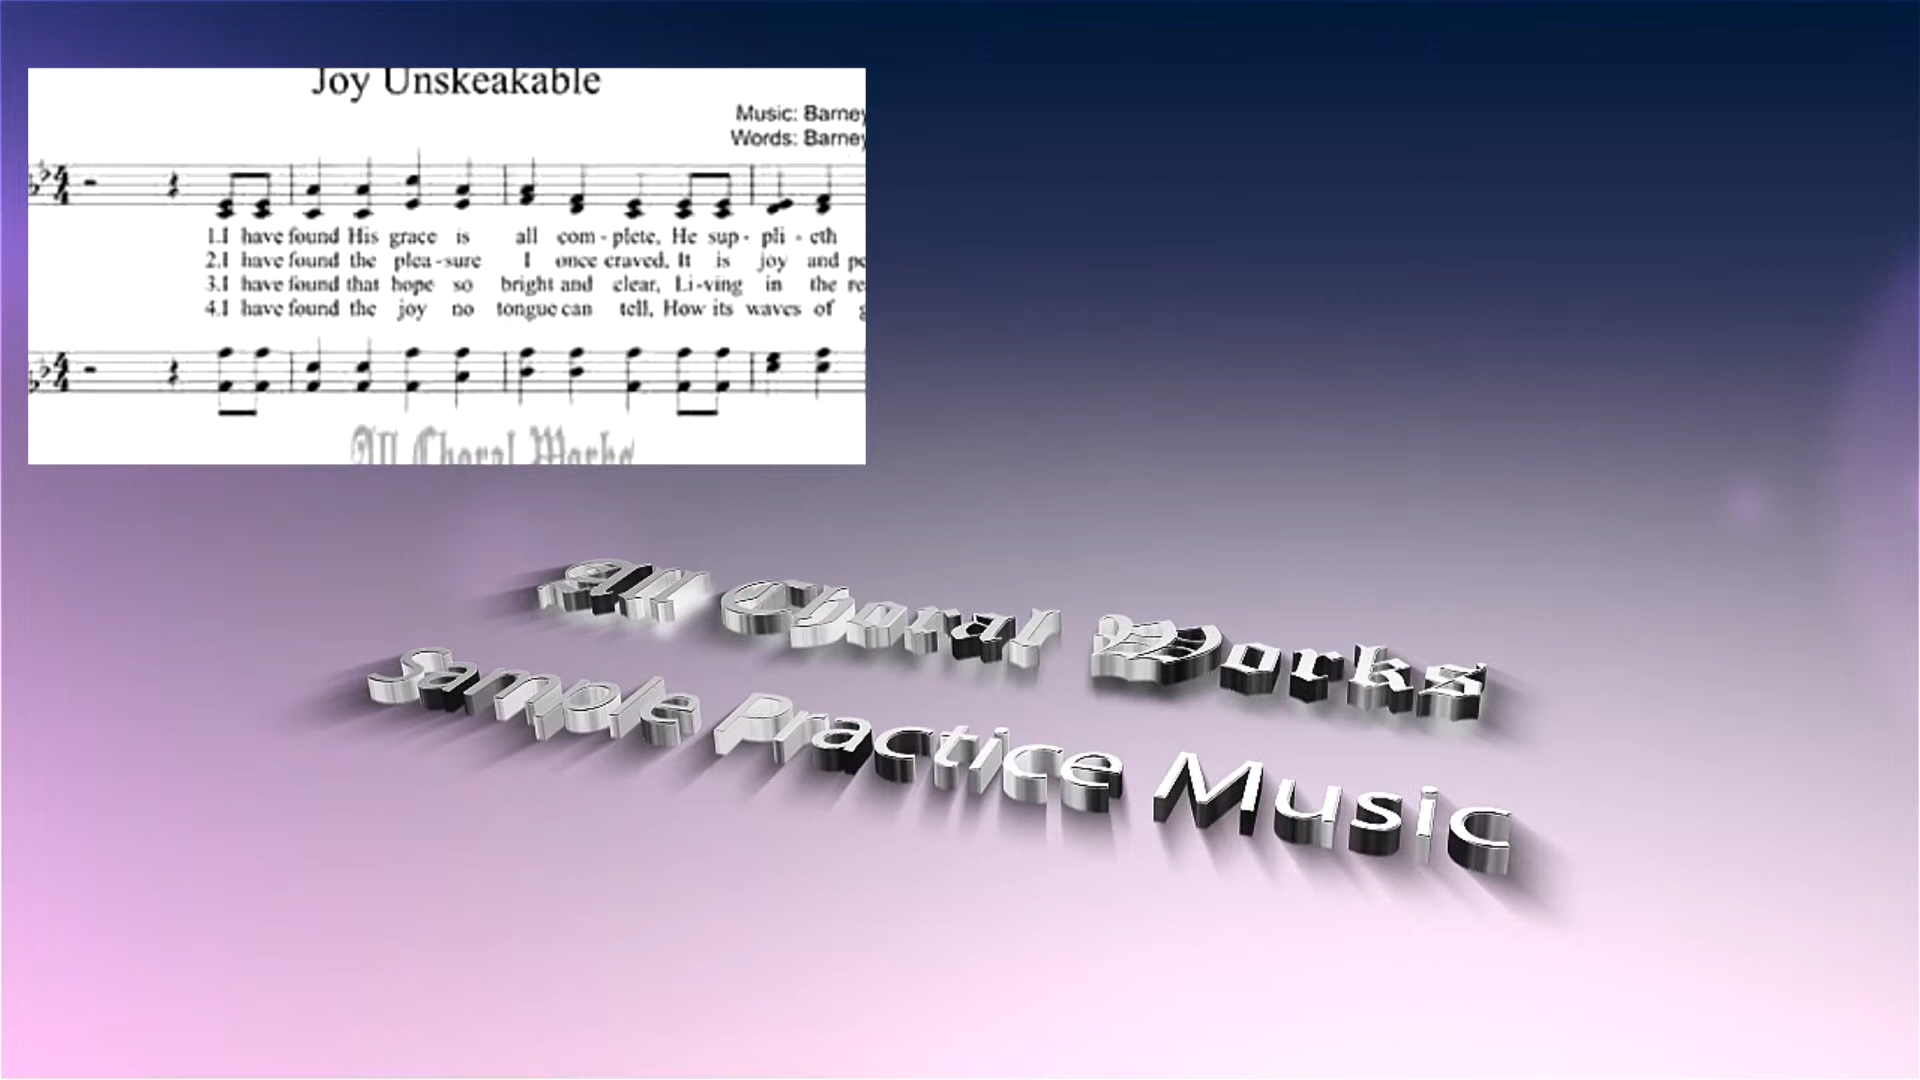 Joy Unskeakable
Music: Barney
Words: Barney
1.I have found His grace is all com - plete, He sup - pli - eth
2.I have found the plea - sure I once craved, It is joy and pe
3.I have found that hope so bright and clear, Li - ving in the re
4.I have found the joy no tongue can tell, How its waves of g
All Choral Works
All Choral Works
Sample Practice Music